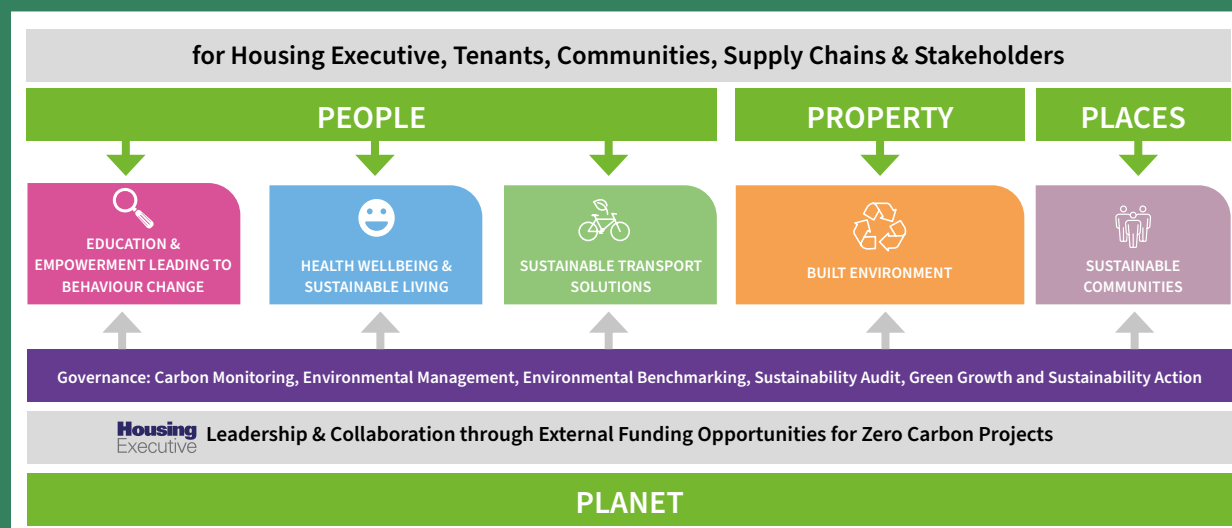 for Housing Executive, Tenants, Communities, Supply Chains & Stakeholders
PEOPLE
PROPERTY
PLACES
EDUCATION &
EMPOWERMENT LEADING TO
BEHAVIOUR CHANGE
HEALTH WELLBEING &
SUSTAINABLE LIVING
SUSTAINABLE TRANSPORT
SOLUTIONS
BUILT ENVIRONMENT
SUSTAINABLE
COMMUNITIES
Governance: Carbon Monitoring, Environmental Management, Environmental Benchmarking, Sustainability Audit, Green Growth and Sustainability Action
Housing
Executive
Leadership & Collaboration through External Funding Opportunities for Zero Carbon Projects
PLANET